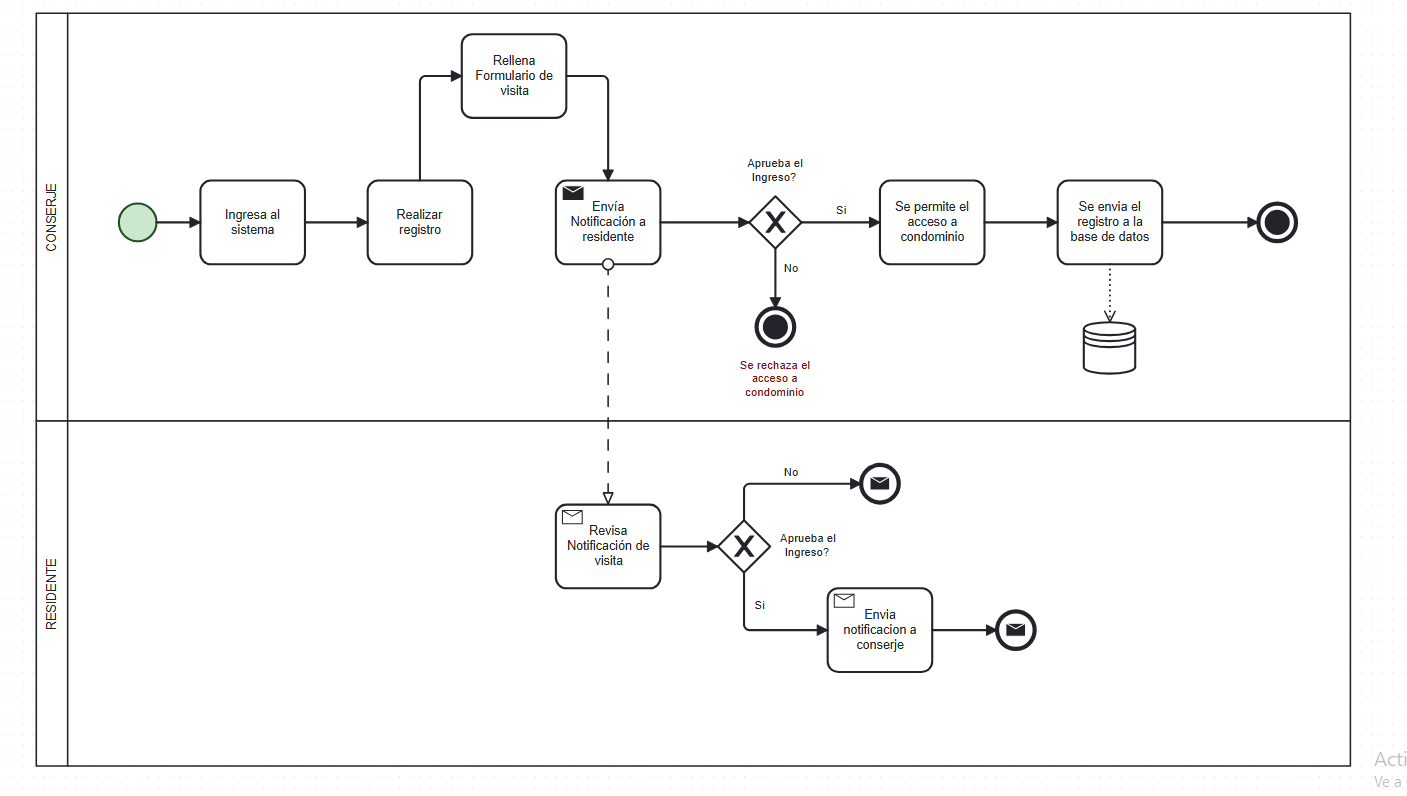 CONSERJE
Rellena
Formulario de
visita
Ingresa al
sistema
Realizar
registro
Envía
Notificación a
residente
Aprueba el
Ingreso?
Si
No
Se rechaza el
acceso a
condominio
Se permite el
acceso a
condominio
Se envia el
registro a la
base de datos
RESIDENTE
Revisa
Notificación de
visita
No
Aprueba el
Ingreso?
Si
Envia
notificacion a
conserje
Acti
Ve a